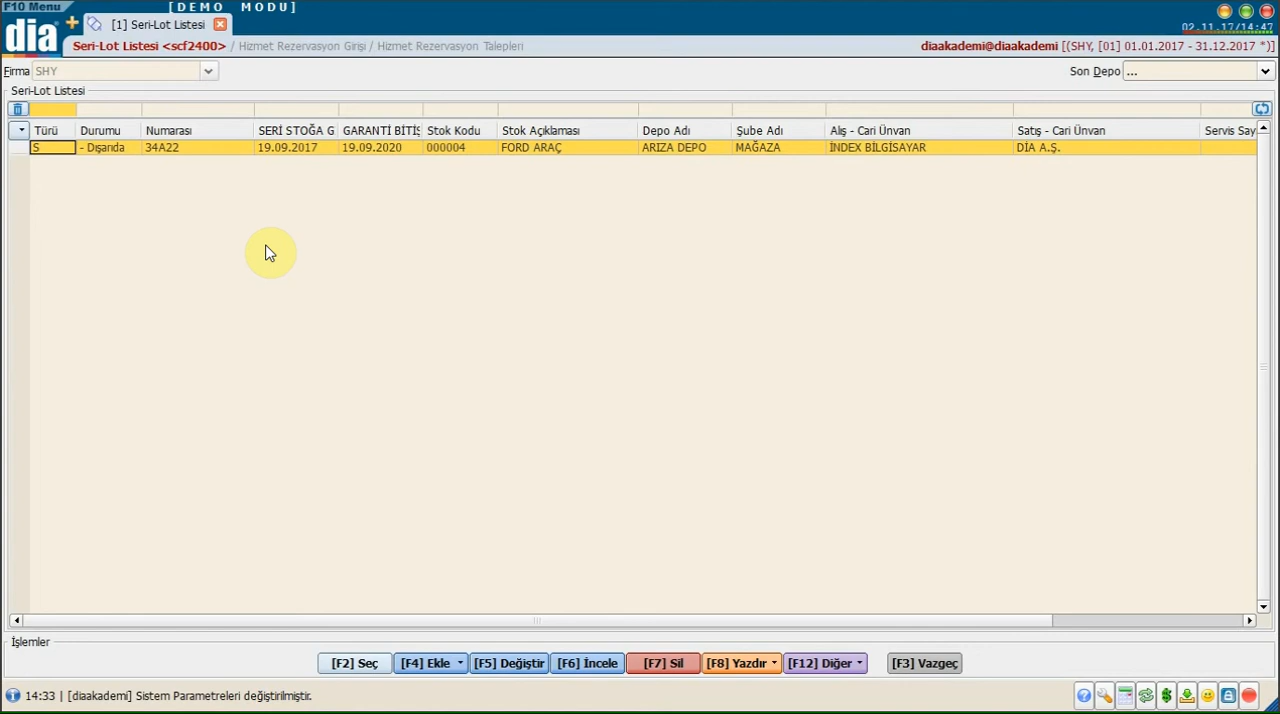 F10 Menu
[DEMO MODU]
dia
[1] Seri-Lot Listesi
02.11.17/14:47
Seri-Lot Listesi <scf2400> / Hizmet Rezervasyon Girişi / Hizmet Rezervasyon Talepleri
diaakademi@diaakademi [(SHY, [01] 01.01.2017 - 31.12.2017 *)]
Firma SHY
Son Depo ...
Seri-Lot Listesi
Türü Durumu Numarası SERİ STOĞA G GARANTİ BİTİŞ Stok Kodu Stok Açıklaması Depo Adı Şube Adı Alış - Cari Ünvan Satış - Cari Ünvan Servis Say
S - Dışarıda 34A22 19.09.2017 19.09.2020 000004 FORD ARAÇ ARIZA DEPO MAĞAZA İNDEX BİLGİSAYAR DİA A.Ş.
İşlemler
[F2] Seç [F4] Ekle [F5] Değiştir [F6] İncele [F7] Sil [F8] Yazdır [F12] Diğer [F3] Vazgeç
14:33 | [diaakademi] Sistem Parametreleri değiştirilmiştir.